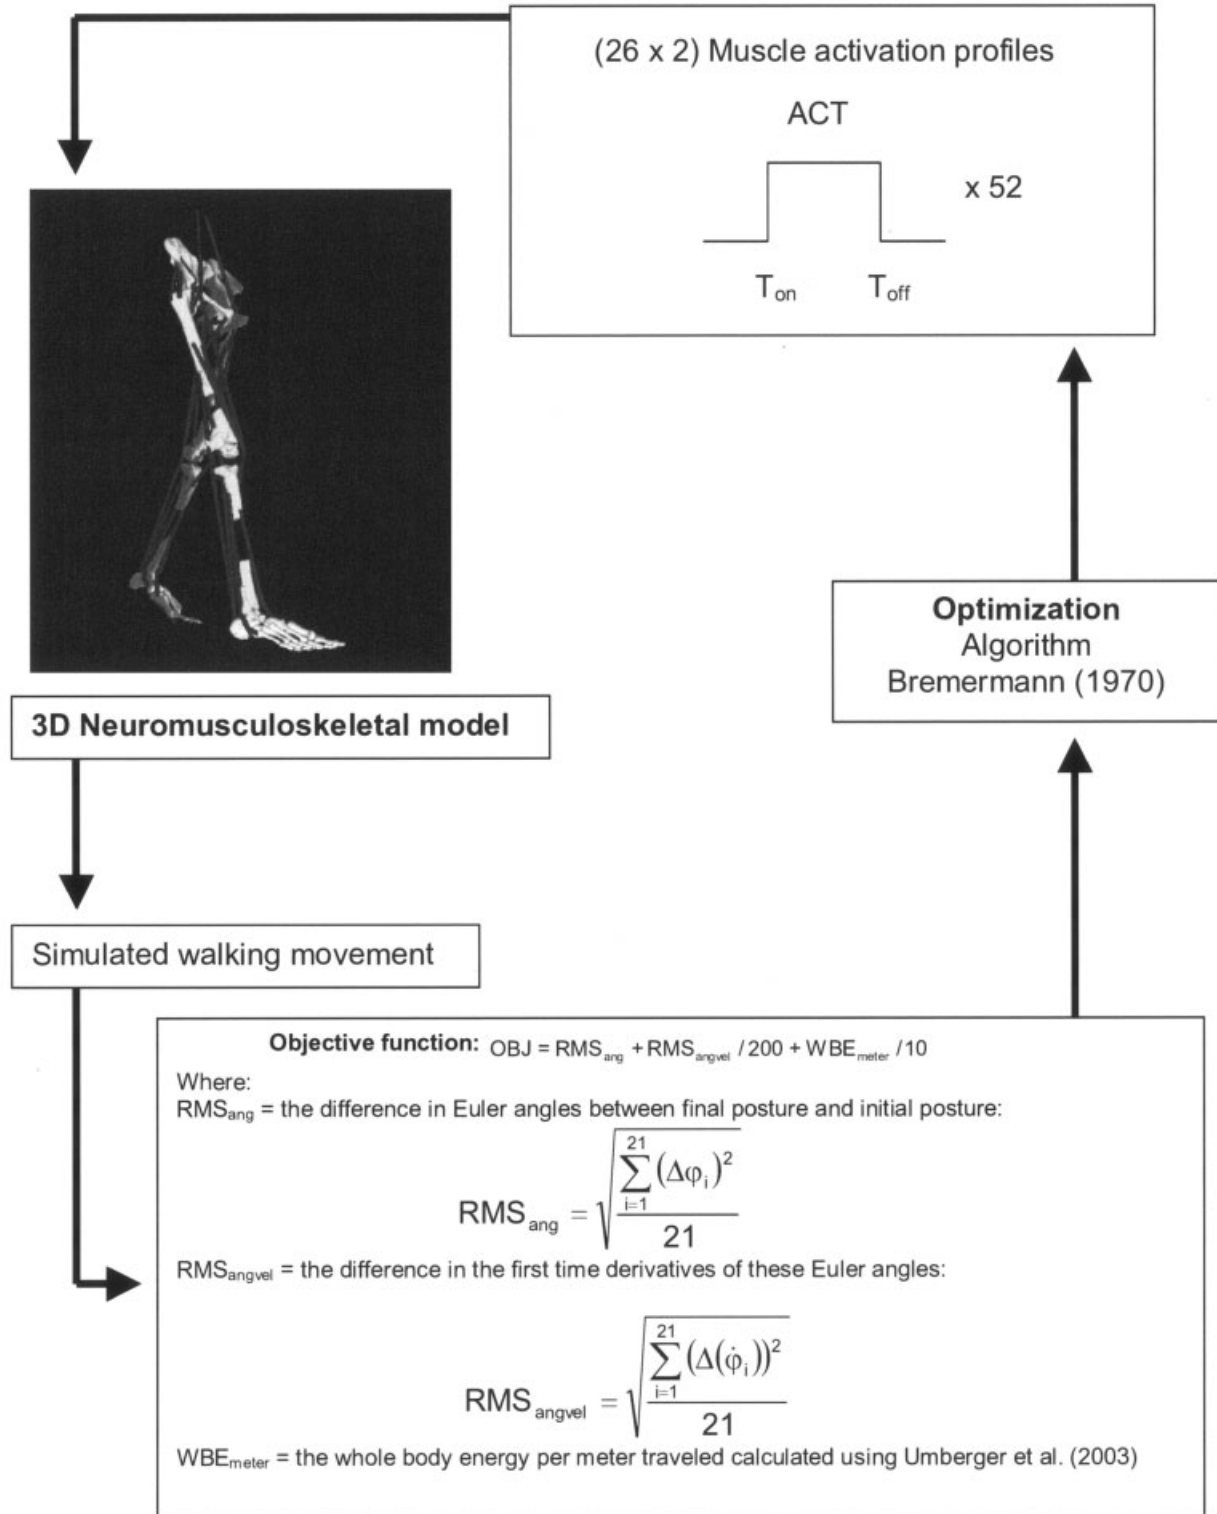 (26 x 2) Muscle activation profiles
ACT
x 52
T_on T_off
3D Neuromusculoskeletal model
Optimization
Algorithm
Bremermann (1970)
Simulated walking movement
Objective function: OBJ = RMS_ang + RMS_angvel / 200 + WBE_meter / 10
Where:
RMS_ang = the difference in Euler angles between final posture and initial posture:
RMS_ang = √(∑_{i=1}^{21} (Δφ_i)^2 / 21)
RMS_angvel = the difference in the first time derivatives of these Euler angles:
RMS_angvel = √(∑_{i=1}^{21} (Δ(φ̇_i))^2 / 21)
WBE_meter = the whole body energy per meter traveled calculated using Umberger et al. (2003)